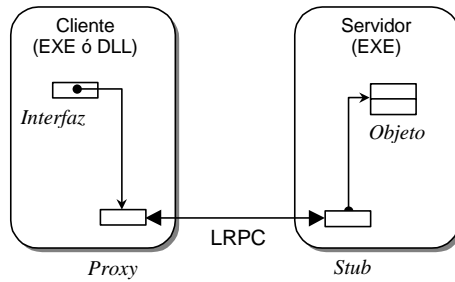 Cliente
(EXE ó DLL)
Servidor
(EXE)
Interfaz
Objeto
LRPC
Proxy
Stub